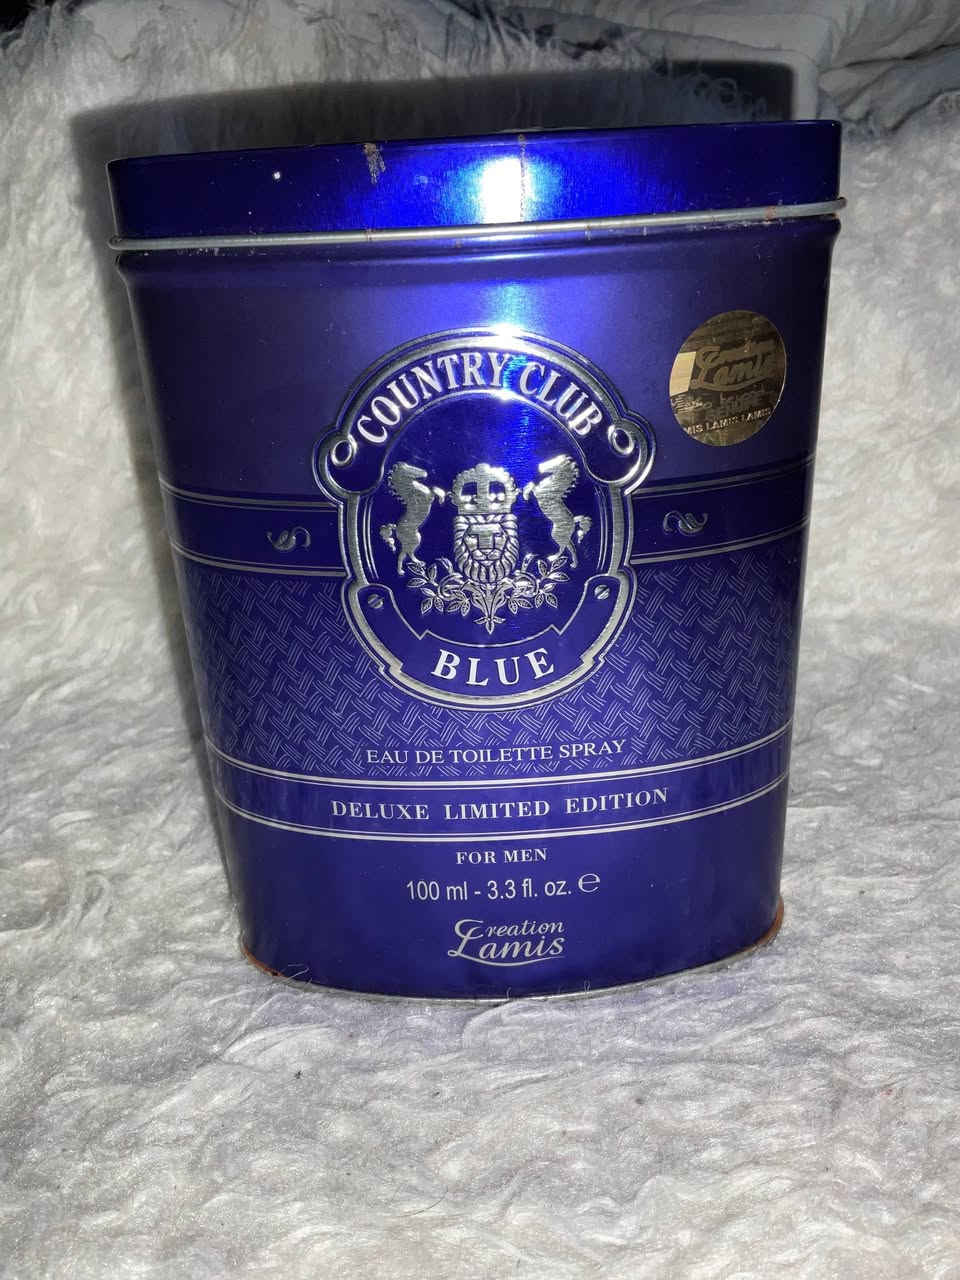 COUNTRY CLUB
BLUE
Creation
Lamis
EAU DE TOILETTE SPRAY
DELUXE LIMITED EDITION
FOR MEN
100 ml - 3.3 fl. oz. ℮
Creation
Lamis